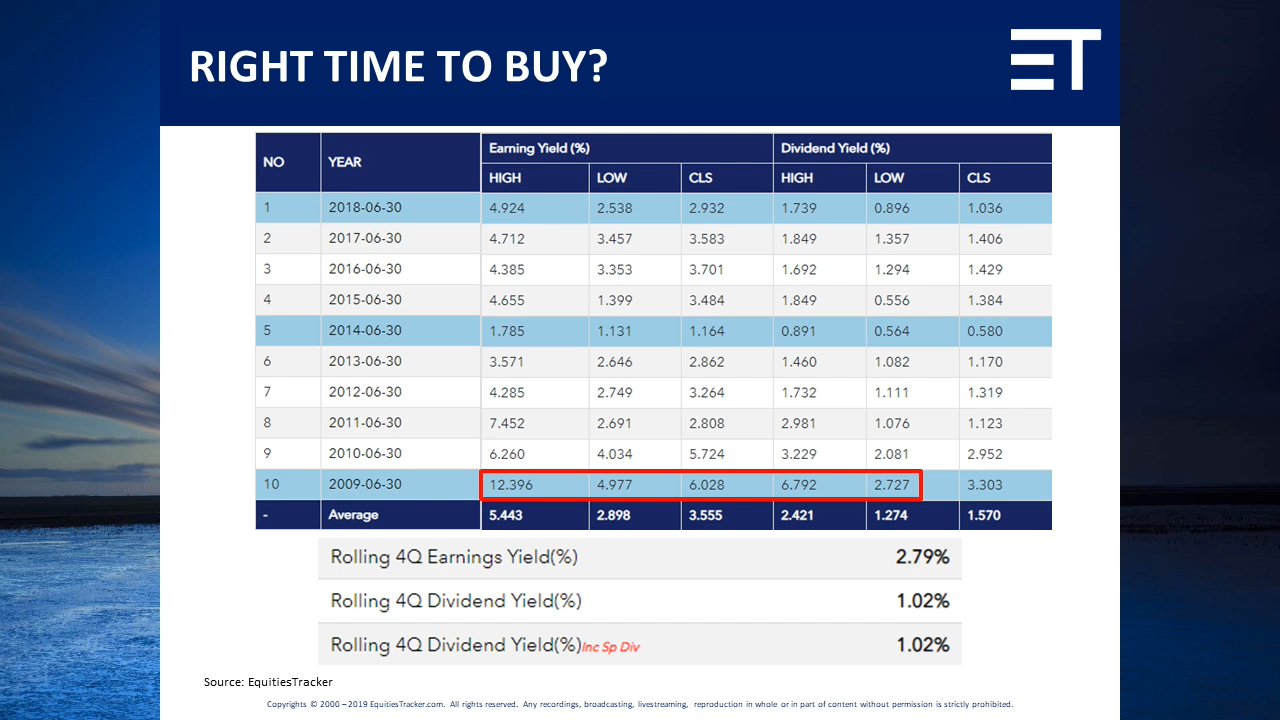 RIGHT TIME TO BUY?
ET
NO YEAR Earning Yield (%) Dividend Yield (%)
HIGH LOW CLS HIGH LOW CLS
1 2018-06-30 4.924 2.538 2.932 1.739 0.896 1.036
2 2017-06-30 4.712 3.457 3.583 1.849 1.357 1.406
3 2016-06-30 4.385 3.353 3.701 1.692 1.294 1.429
4 2015-06-30 4.655 1.399 3.484 1.849 0.556 1.384
5 2014-06-30 1.785 1.131 1.164 0.891 0.564 0.580
6 2013-06-30 3.571 2.646 2.862 1.460 1.082 1.170
7 2012-06-30 4.285 2.749 3.264 1.732 1.111 1.319
8 2011-06-30 7.452 2.691 2.808 2.981 1.076 1.123
9 2010-06-30 6.260 4.034 5.724 3.229 2.081 2.952
10 2009-06-30 12.396 4.977 6.028 6.792 2.727 3.303
- Average 5.443 2.898 3.555 2.421 1.274 1.570
Rolling 4Q Earnings Yield(%) 2.79%
Rolling 4Q Dividend Yield(%) 1.02%
Rolling 4Q Dividend Yield(%)Inc Sp Div 1.02%
Source: EquitiesTracker
Copyrights © 2000 – 2019 EquitiesTracker.com. All rights reserved. Any recordings, broadcasting, livestreaming, reproduction in whole or in part of content without permission is strictly prohibited.